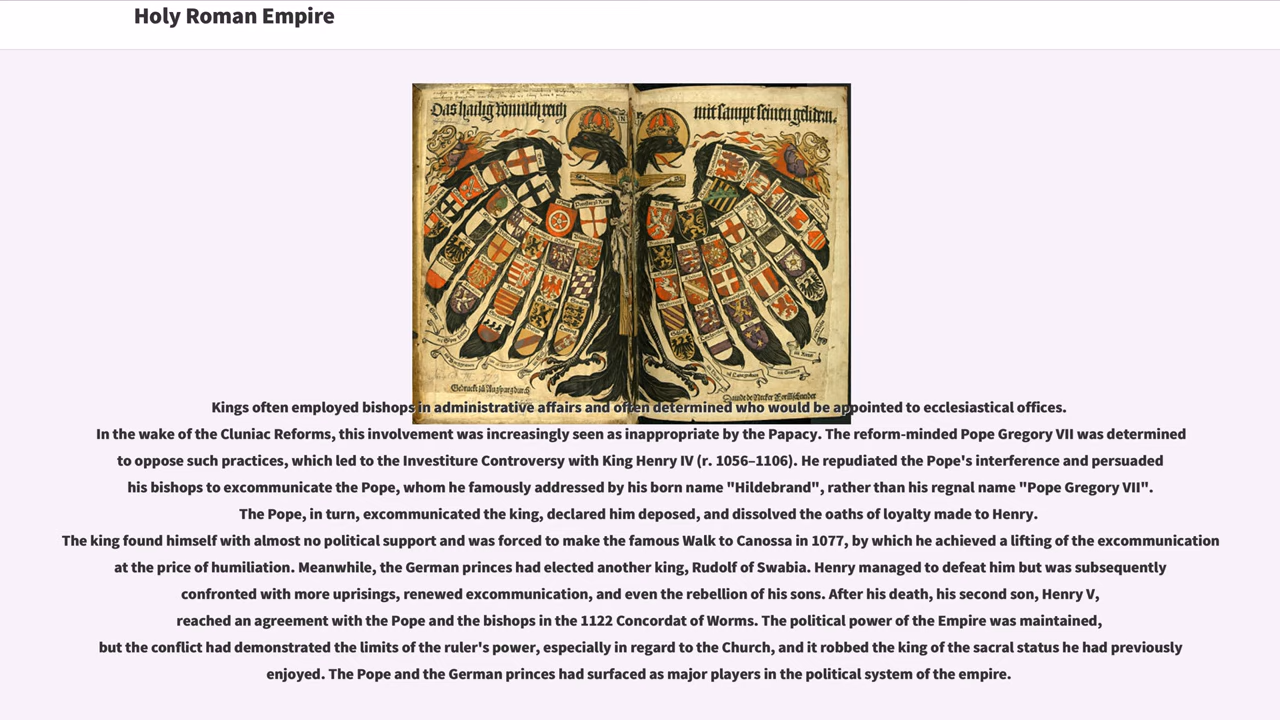 Holy Roman Empire
Das hailig Römisch reich mit sampt seinen gelidern.
Kings often employed bishops in administrative affairs and often determined who would be appointed to ecclesiastical offices.
In the wake of the Cluniac Reforms, this involvement was increasingly seen as inappropriate by the Papacy. The reform-minded Pope Gregory VII was determined
to oppose such practices, which led to the Investiture Controversy with King Henry IV (r. 1056–1106). He repudiated the Pope's interference and persuaded
his bishops to excommunicate the Pope, whom he famously addressed by his born name "Hildebrand", rather than his regnal name "Pope Gregory VII".
The Pope, in turn, excommunicated the king, declared him deposed, and dissolved the oaths of loyalty made to Henry.
The king found himself with almost no political support and was forced to make the famous Walk to Canossa in 1077, by which he achieved a lifting of the excommunication
at the price of humiliation. Meanwhile, the German princes had elected another king, Rudolf of Swabia. Henry managed to defeat him but was subsequently
confronted with more uprisings, renewed excommunication, and even the rebellion of his sons. After his death, his second son, Henry V,
reached an agreement with the Pope and the bishops in the 1122 Concordat of Worms. The political power of the Empire was maintained,
but the conflict had demonstrated the limits of the ruler's power, especially in regard to the Church, and it robbed the king of the sacral status he had previously
enjoyed. The Pope and the German princes had surfaced as major players in the political system of the empire.